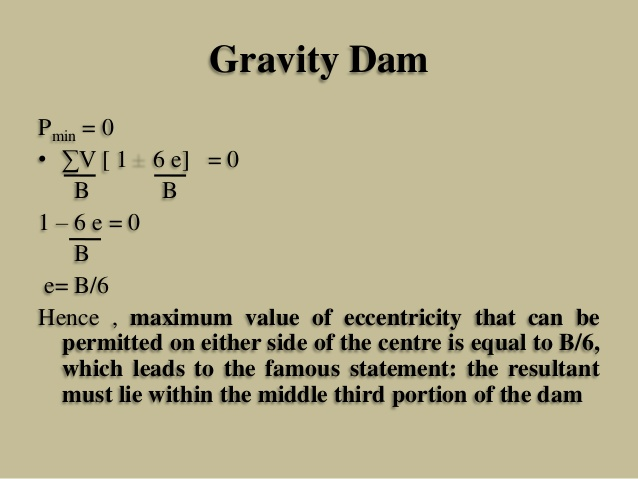 Gravity Dam
Pmin = 0
• ∑V [ 1 ± 6 e] = 0
B B
1 – 6 e = 0
B
e= B/6
Hence , maximum value of eccentricity that can be
permitted on either side of the centre is equal to B/6,
which leads to the famous statement: the resultant
must lie within the middle third portion of the dam